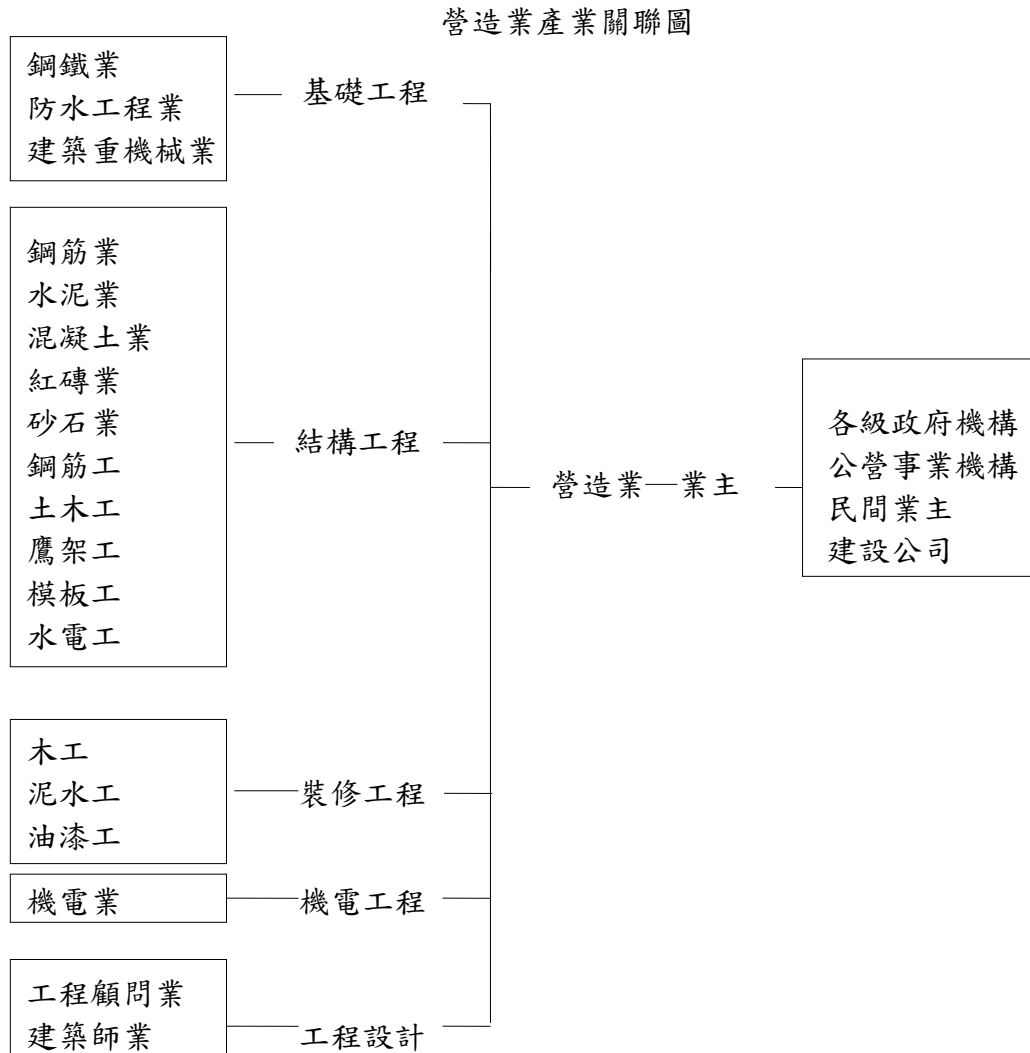 營造業產業關聯圖
鋼鐵業
防水工程業
建築重機械業
基礎工程
鋼筋業
水泥業
混凝土業
紅磚業
砂石業
鋼筋工
土木工
鷹架工
模板工
水電工
結構工程
營造業—業主
各級政府機構
公營事業機構
民間業主
建設公司
木工
泥水工
油漆工
裝修工程
機電業
機電工程
工程顧問業
建築師業
工程設計